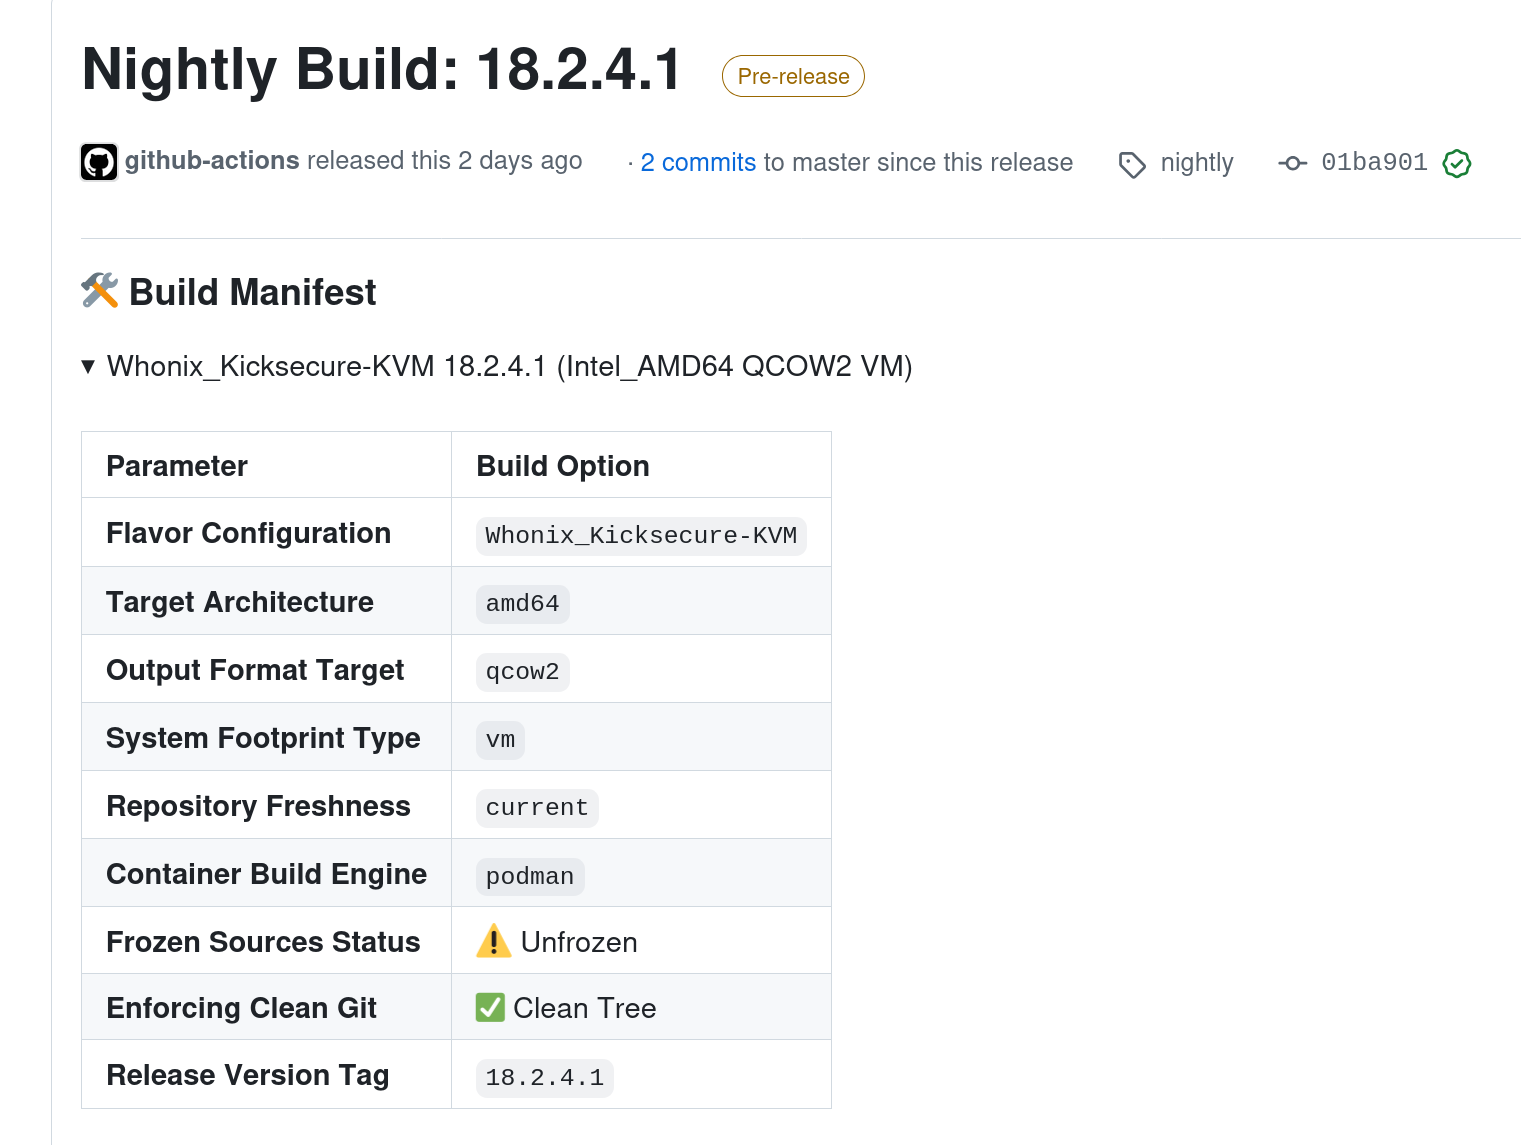 Nightly Build: 18.2.4.1 Pre-release
github-actions released this 2 days ago · 2 commits to master since this release nightly 01ba901
🛠️ Build Manifest
▼ Whonix_Kicksecure-KVM 18.2.4.1 (Intel_AMD64 QCOW2 VM)
Parameter Build Option
Flavor Configuration Whonix_Kicksecure-KVM
Target Architecture amd64
Output Format Target qcow2
System Footprint Type vm
Repository Freshness current
Container Build Engine podman
Frozen Sources Status ⚠️ Unfrozen
Enforcing Clean Git ✅ Clean Tree
Release Version Tag 18.2.4.1